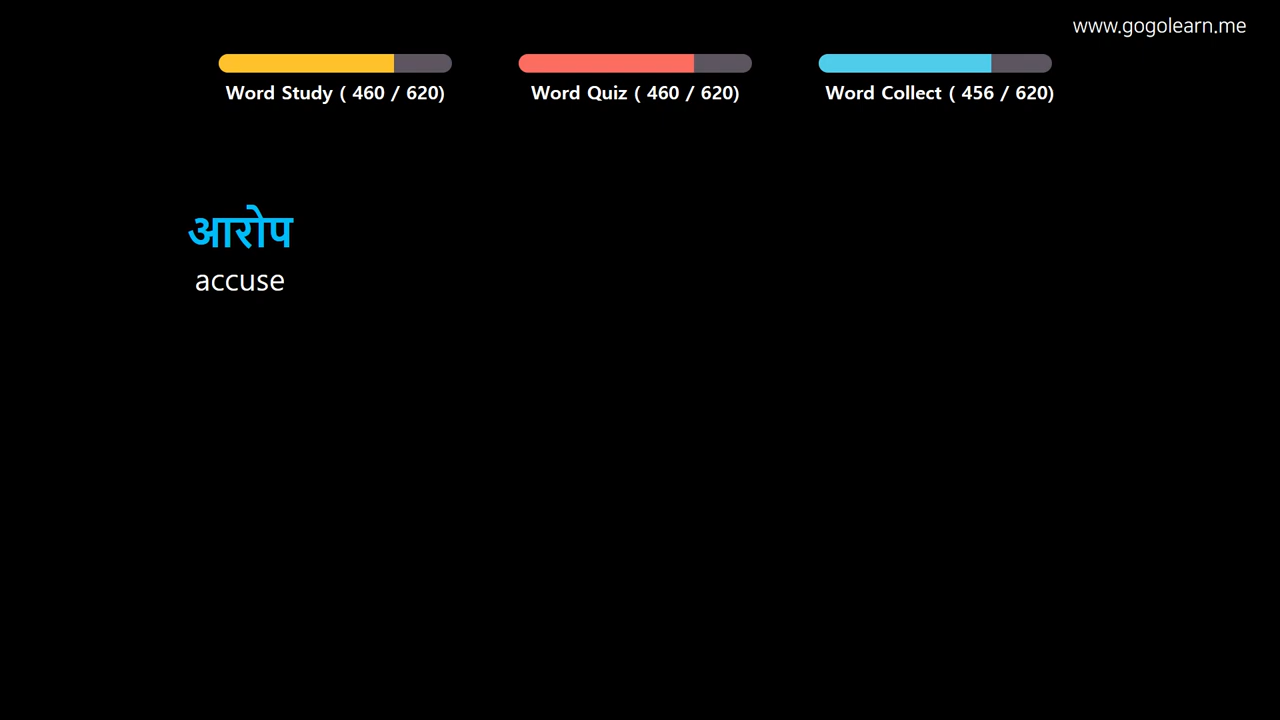 www.gogolearn.me
Word Study ( 460 / 620)
Word Quiz ( 460 / 620)
Word Collect ( 456 / 620)
आरोप
accuse